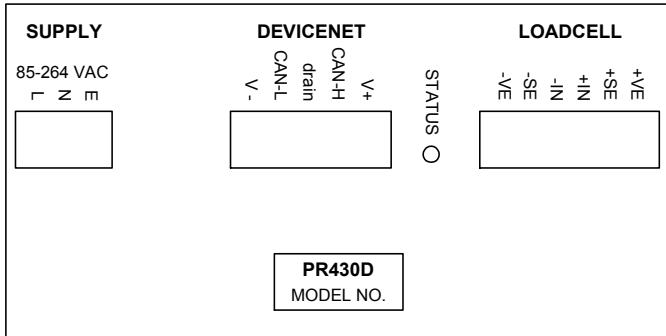 SUPPLY
DEVICENET
LOADCELL
85-264 VAC
L
N
E
V -
CAN-L
drain
CAN-H
V+
STATUS
-VE
-SE
-IN
+IN
+SE
+VE
PR430D
MODEL NO.